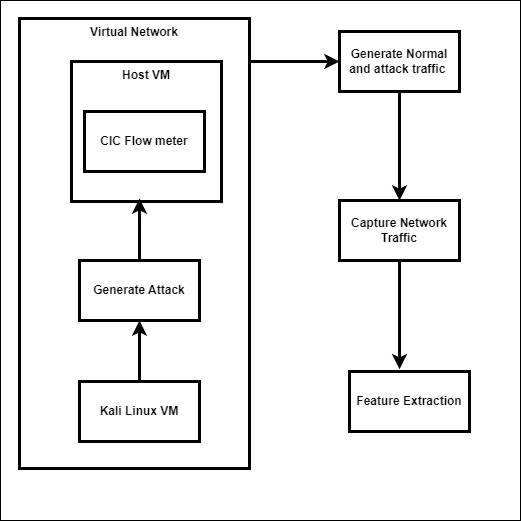 Virtual Network
Host VM
CIC Flow meter
Generate Attack
Kali Linux VM
Generate Normal
and attack traffic
Capture Network
Traffic
Feature Extraction